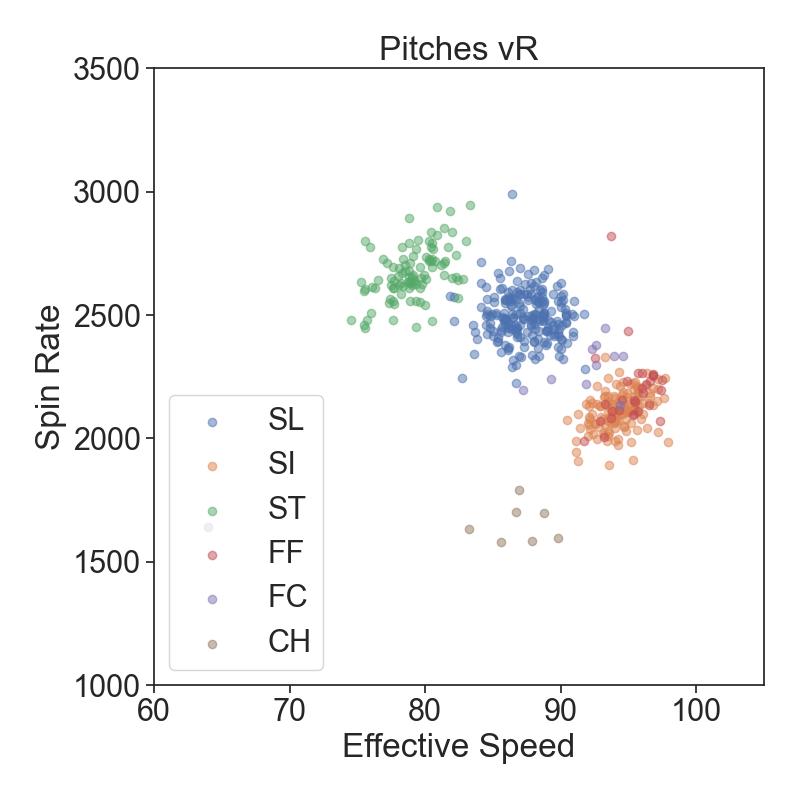 Pitches vR
3500
3000
2500
2000
1500
1000
Spin Rate
SL
SI
ST
FF
FC
CH
60 70 80 90 100
Effective Speed